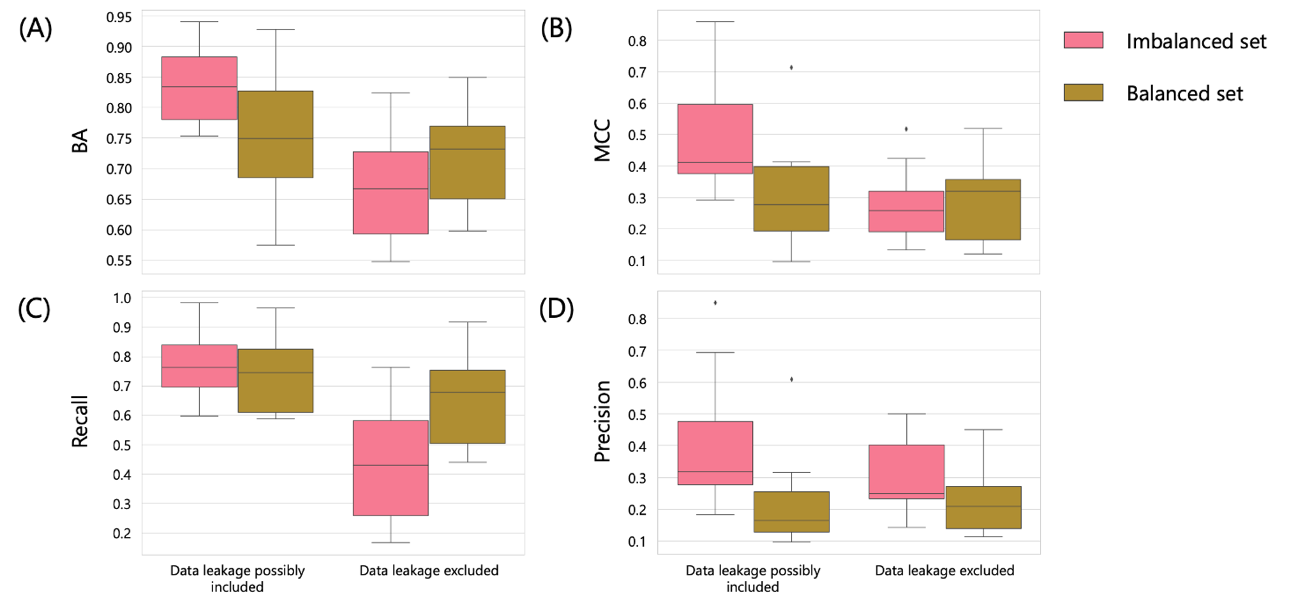 (A)
BA
0.95
0.90
0.85
0.80
0.75
0.70
0.65
0.60
0.55
(B)
MCC
0.8
0.7
0.6
0.5
0.4
0.3
0.2
0.1
Imbalanced set
Balanced set
(C)
Recall
1.0
0.9
0.8
0.7
0.6
0.5
0.4
0.3
0.2
Data leakage possibly
included
Data leakage excluded
(D)
Precision
0.8
0.7
0.6
0.5
0.4
0.3
0.2
0.1
Data leakage possibly
included
Data leakage excluded